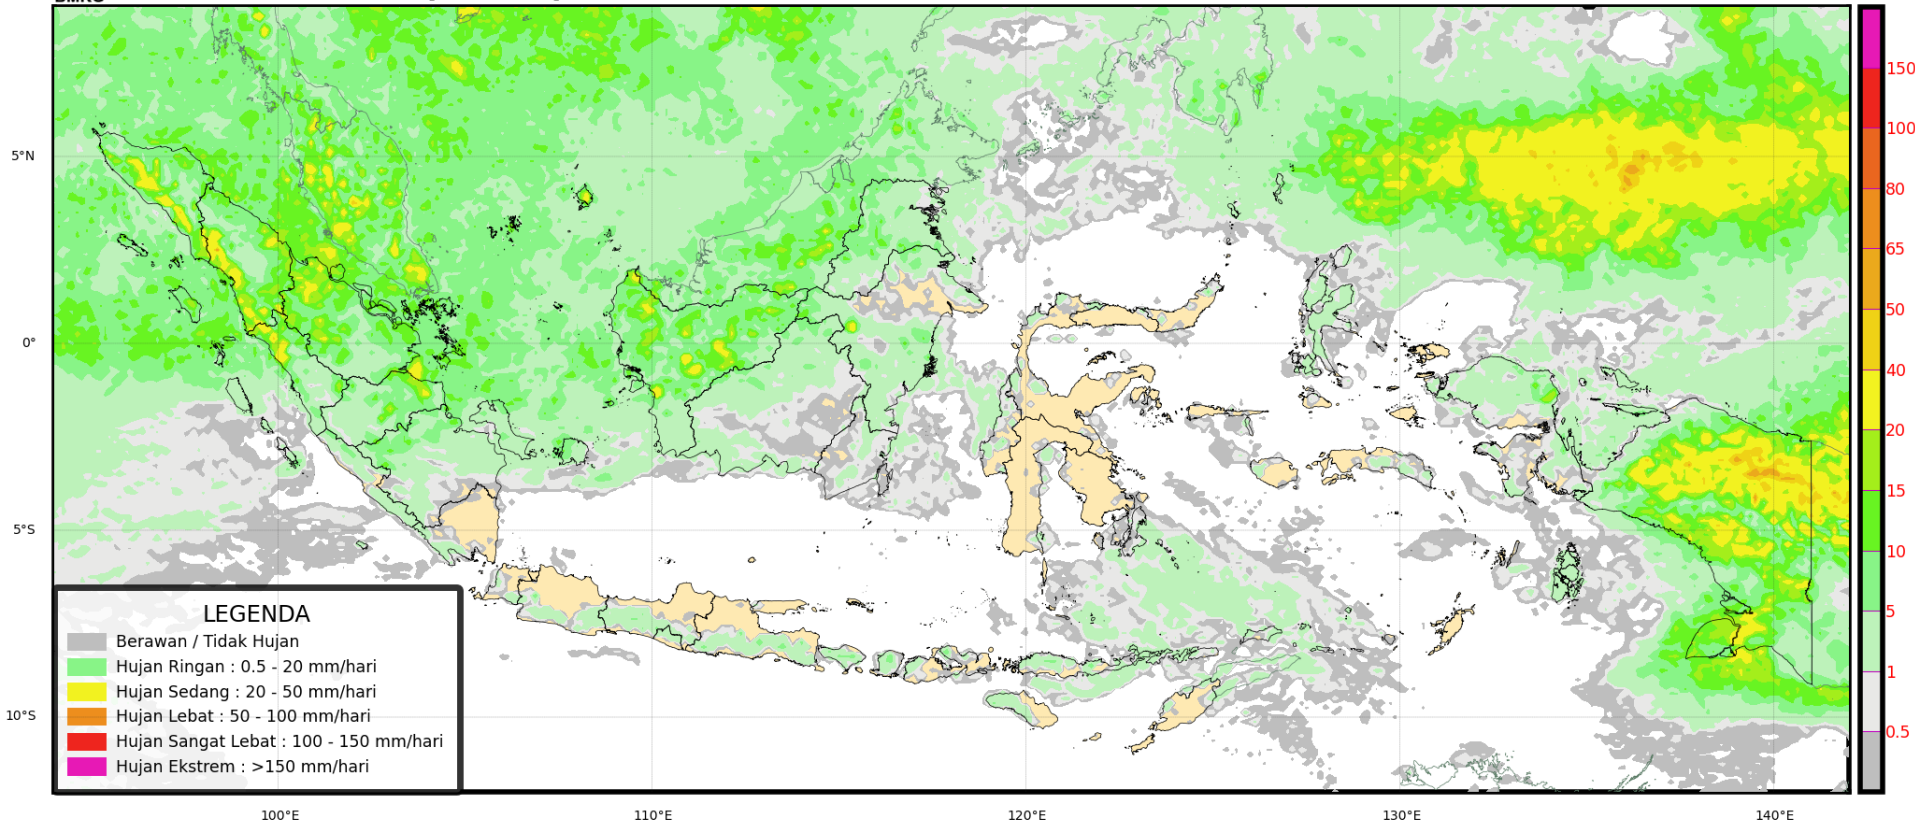 5°N
0°
5°S
10°S
100°E
110°E
120°E
130°E
140°E
LEGENDA
Berawan / Tidak Hujan
Hujan Ringan : 0.5 - 20 mm/hari
Hujan Sedang : 20 - 50 mm/hari
Hujan Lebat : 50 - 100 mm/hari
Hujan Sangat Lebat : 100 - 150 mm/hari
Hujan Ekstrem : >150 mm/hari
150
100
80
65
50
40
20
15
10
5
1
0.5